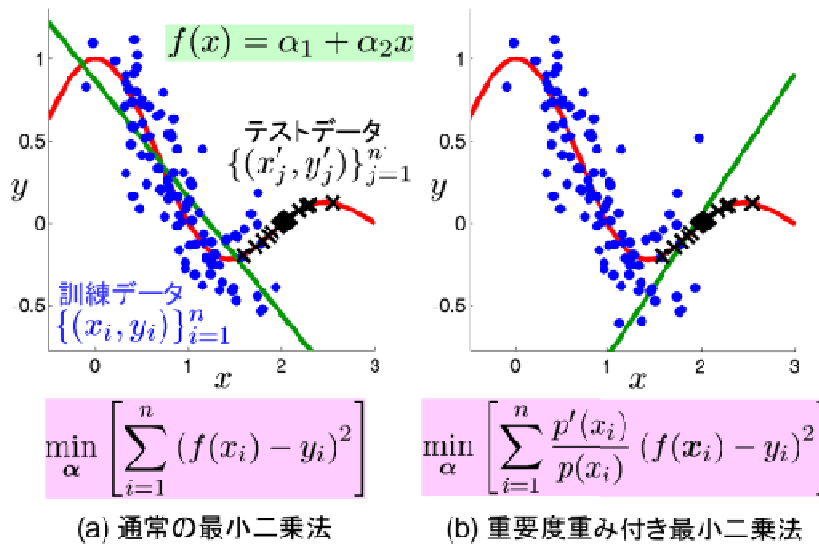 f(x) = α₁ + α₂x
1
0.5
0
-0.5
y
テストデータ
{(x′ⱼ, y′ⱼ)}ⁿ′ⱼ₌₁
訓練データ
{(xᵢ, yᵢ)}ⁿᵢ₌₁
0 1 2 3
x
1
0.5
0
-0.5
y
0 1 2 3
x
min_α [ ∑ⁿᵢ₌₁ (f(xᵢ) − yᵢ)² ]
min_α [ ∑ⁿᵢ₌₁ p′(xᵢ)/p(xᵢ) (f(𝒙ᵢ) − yᵢ)² ]
(a) 通常の最小二乗法
(b) 重要度重み付き最小二乗法